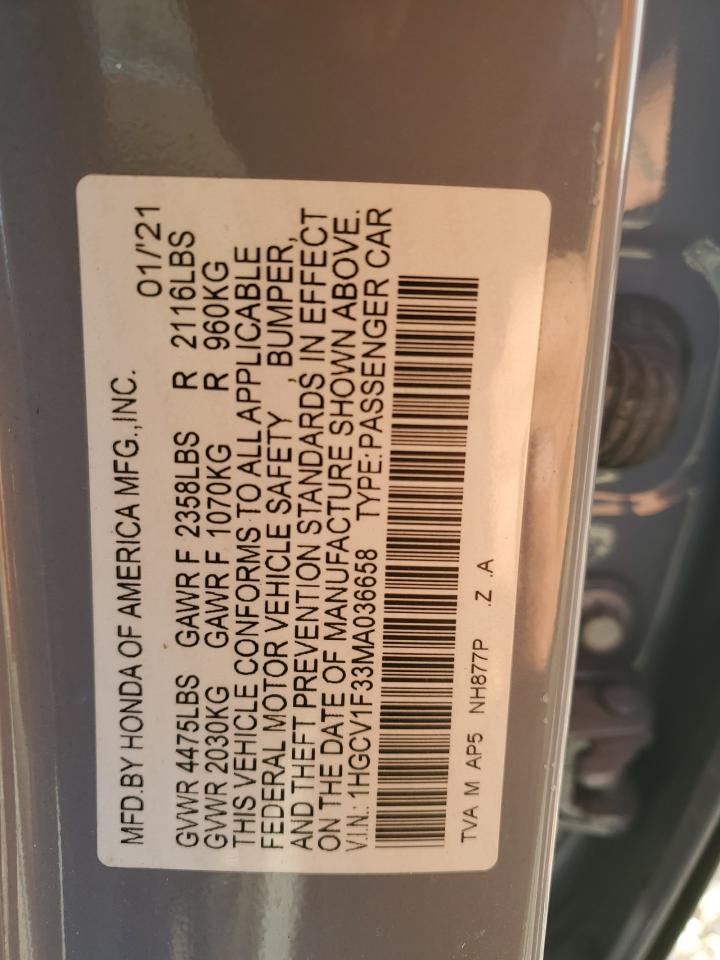 MFD.BY HONDA OF AMERICA MFG.,INC. 01/'21
GVWR 4475LBS GAWR F 2358LBS R 2116LBS
GVWR 2030KG GAWR F 1070KG R 960KG
THIS VEHICLE CONFORMS TO ALL APPLICABLE
FEDERAL MOTOR VEHICLE SAFETY , BUMPER,
AND THEFT PREVENTION STANDARDS IN EFFECT
ON THE DATE OF MANUFACTURE SHOWN ABOVE.
V.I.N.: 1HGCV1F33MA036658 TYPE:PASSENGER CAR
TVA M AP5 NH877P .Z .A